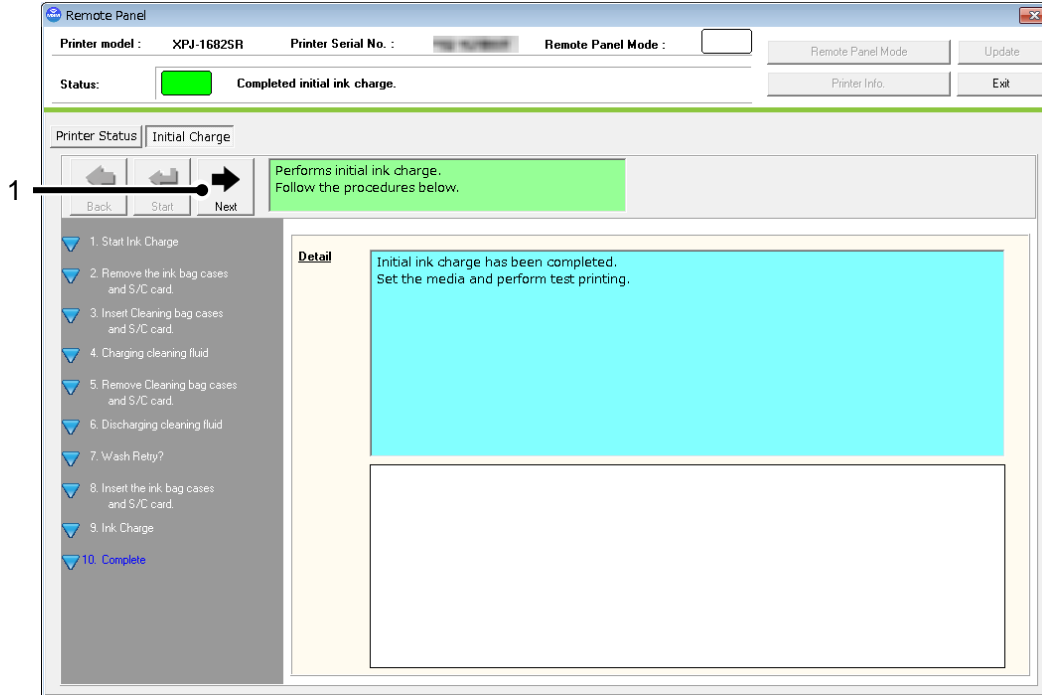 Remote Panel
Printer model : XPJ-1682SR Printer Serial No. : Remote Panel Mode :
Remote Panel Mode Update
Status: Completed initial ink charge.
Printer Info. Exit
Printer Status Initial Charge
1
Back Start Next
Performs initial ink charge.
Follow the procedures below.
1. Start Ink Charge
2. Remove the ink bag cases
and S/C card.
3. Insert Cleaning bag cases
and S/C card.
4. Charging cleaning fluid
5. Remove Cleaning bag cases
and S/C card.
6. Discharging cleaning fluid
7. Wash Retry?
8. Insert the ink bag cases
and S/C card.
9. Ink Charge
10. Complete
Detail
Initial ink charge has been completed.
Set the media and perform test printing.